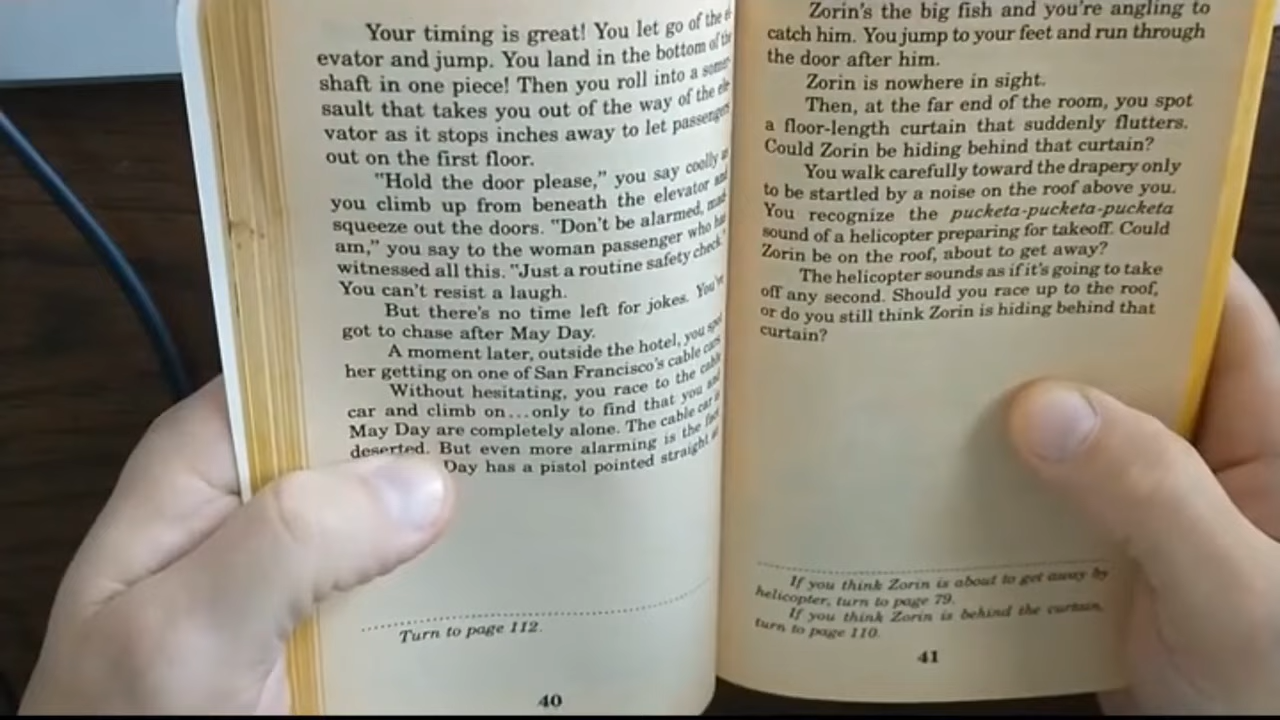 Your timing is great! You let go of the
evator and jump. You land in the bottom of the
shaft in one piece! Then you roll into a somer-
sault that takes you out of the way of the ele-
vator as it stops inches away to let passengers
out on the first floor.
"Hold the door please," you say coolly as
you climb up from beneath the elevator and
squeeze out the doors. "Don't be alarmed, mad-
am," you say to the woman passenger who has
witnessed all this. "Just a routine safety check."
You can't resist a laugh.
But there's no time left for jokes. You've
got to chase after May Day.
A moment later, outside the hotel, you spot
her getting on one of San Francisco's cable cars.
Without hesitating, you race to the cable
car and climb on...only to find that you and
May Day are completely alone. The cable car is
deserted. But even more alarming is the fact
Day has a pistol pointed straight at
Turn to page 112.
40
Zorin's the big fish and you're angling to
catch him. You jump to your feet and run through
the door after him.
Zorin is nowhere in sight.
Then, at the far end of the room, you spot
a floor-length curtain that suddenly flutters.
Could Zorin be hiding behind that curtain?
You walk carefully toward the drapery only
to be startled by a noise on the roof above you.
You recognize the pucketa-pucketa-pucketa
sound of a helicopter preparing for takeoff. Could
Zorin be on the roof, about to get away?
The helicopter sounds as if it's going to take
off any second. Should you race up to the roof,
or do you still think Zorin is hiding behind that
curtain?
If you think Zorin is about to get away by
helicopter, turn to page 79.
If you think Zorin is behind the curtain,
turn to page 110.
41